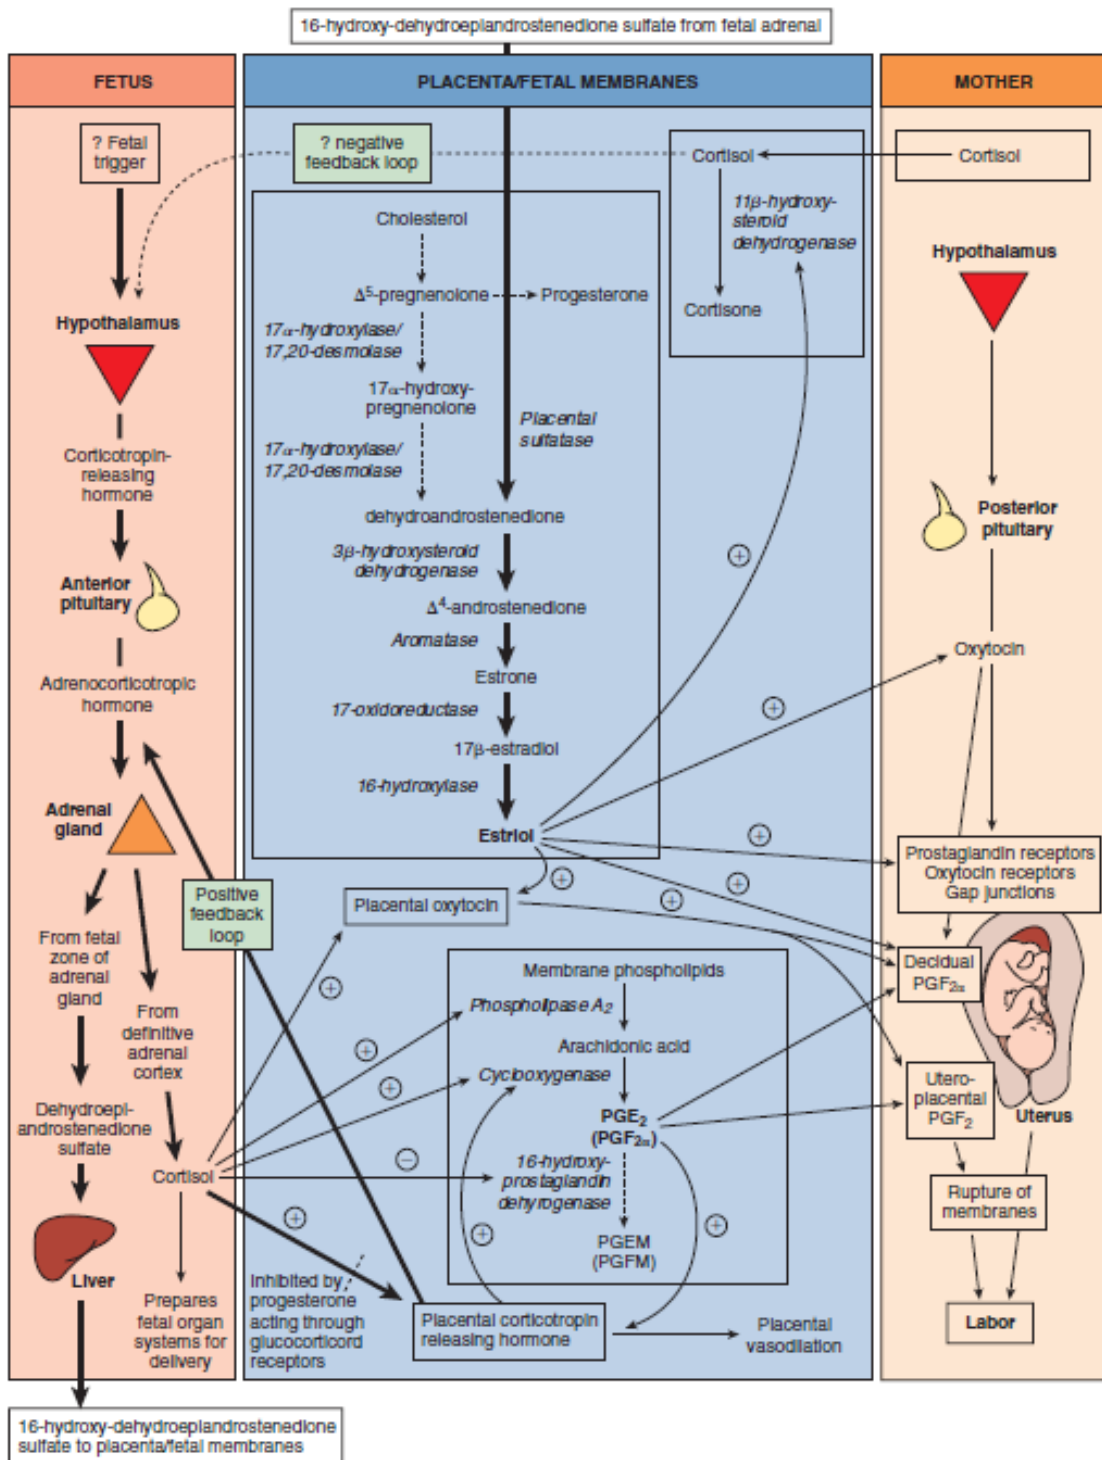 16-hydroxy-dehydroeplandrostenedione sulfate from fetal adrenal
FETUS
PLACENTA/FETAL MEMBRANES
MOTHER
? Fetal
trigger
Hypothalamus
Corticotropin-
releasing
hormone
Anterior
pituitary
Adrenocorticotropic
hormone
Adrenal
gland
From fetal
zone of
adrenal
gland
From
definitive
adrenal
cortex
Dehydroepi-
androstenedione
sulfate
Cortisol
Liver
Prepares
fetal organ
systems for
delivery
16-hydroxy-dehydroeplandrostenedione
sulfate to placenta/fetal membranes
? negative
feedback loop
Positive
feedback
loop
Cholesterol
Δ5-pregnenolone
Progesterone
17α-hydroxylase/
17,20-desmolase
17α-hydroxy-
pregnenolone
17α-hydroxylase/
17,20-desmolase
Placental
sulfatase
dehydroandrostenedione
3β-hydroxysteroid
dehydrogenase
Δ4-androstenedione
Aromatase
Estrone
17-oxidoreductase
17β-estradiol
16-hydroxylase
Estriol
Cortisol
11β-hydroxy-
steroid
dehydrogenase
Cortisone
+
+
+
+
+
+
Placental oxytocin
Membrane phospholipids
Phospholipase A2
Arachidonic acid
Cyclooxygenase
PGE2
(PGF2α)
16-hydroxy-
prostaglandin
dehyrogenase
PGEM
(PGFM)
+
+
+
−
+
+
+
Inhibited by
progesterone
acting through
glucocorticord
receptors
Placental corticotropin
releasing hormone
Placental
vasodilation
Cortisol
Hypothalamus
Posterior
pituitary
Oxytocin
Prostaglandin receptors
Oxytocin receptors
Gap junctions
Decidual
PGF2α
Utero-
placental
PGF2
Uterus
Rupture of
membranes
Labor